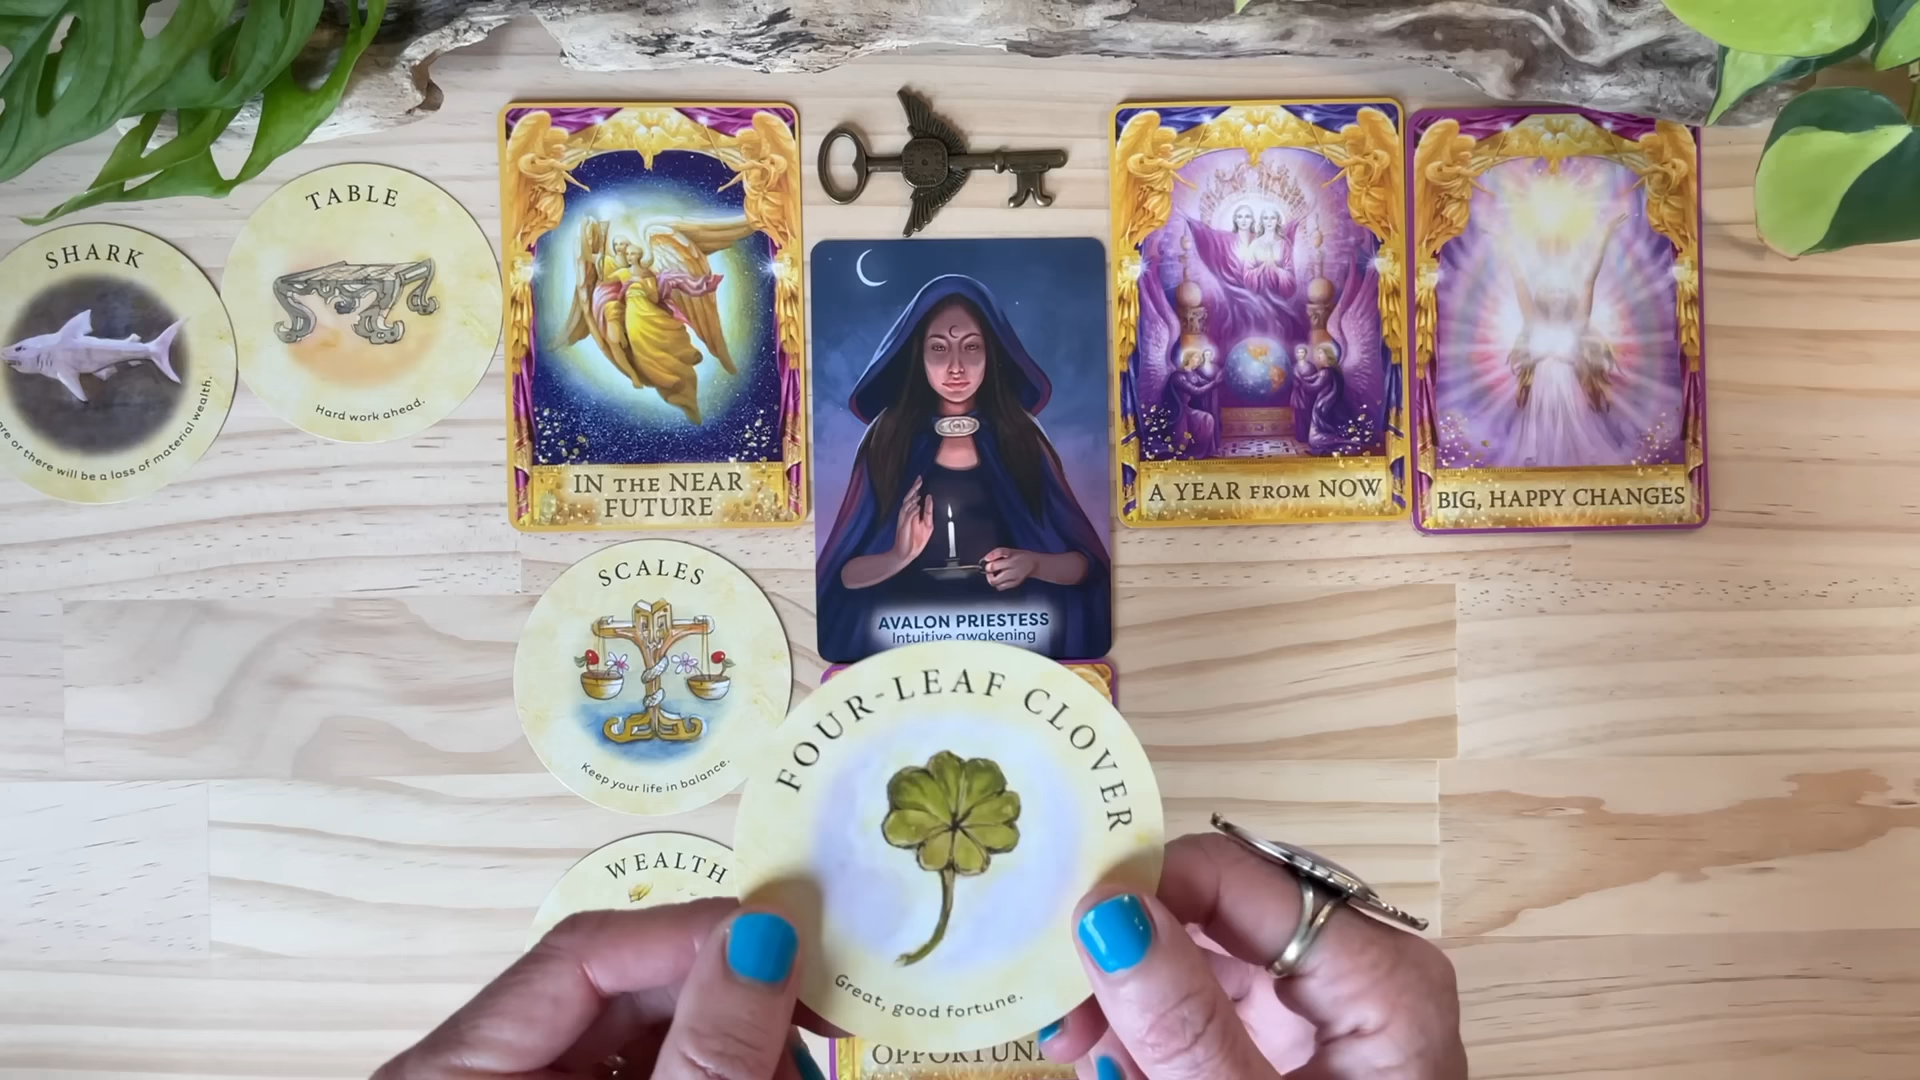 SHARK
are or there will be a loss of material wealth.
TABLE
Hard work ahead.
IN THE NEAR
FUTURE
A YEAR FROM NOW
BIG, HAPPY CHANGES
AVALON PRIESTESS
Intuitive awakening
SCALES
Keep your life in balance.
WEALTH
FOUR-LEAF CLOVER
Great, good fortune.
OPPORTUNI